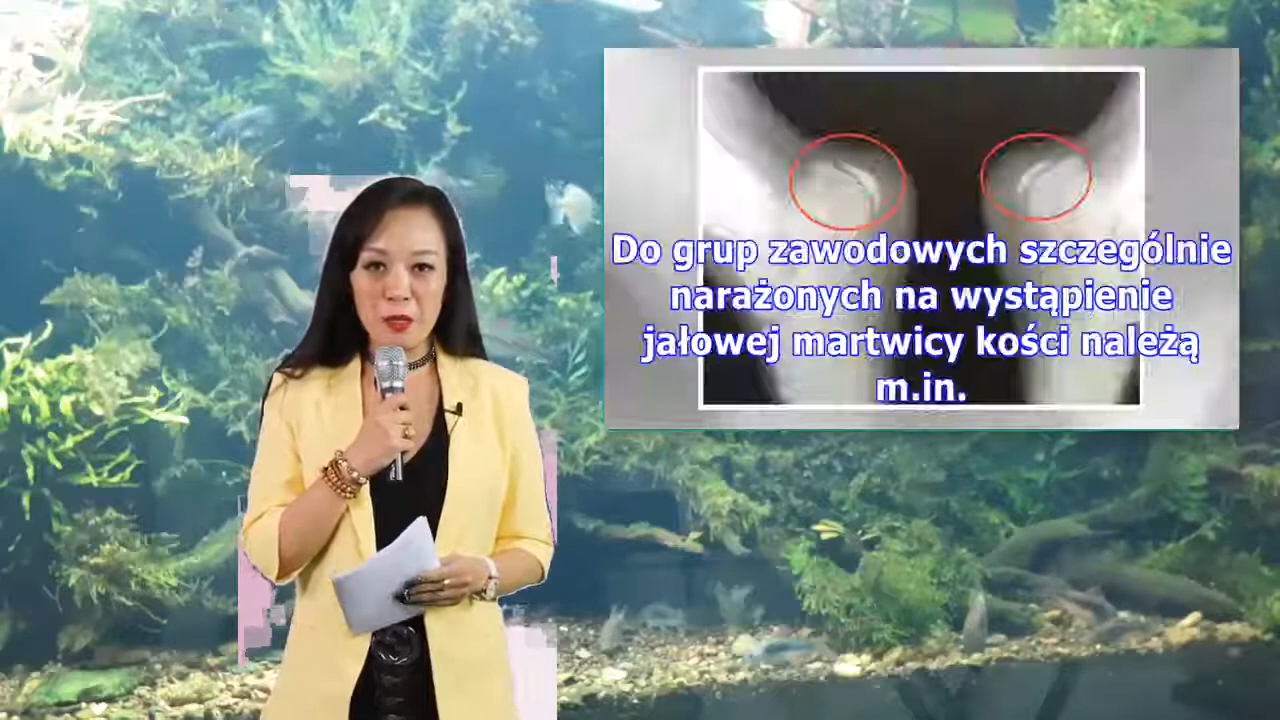 Do grup zawodowych szczególnie
narażonych na wystąpienie
jałowej martwicy kości należą
m.in.